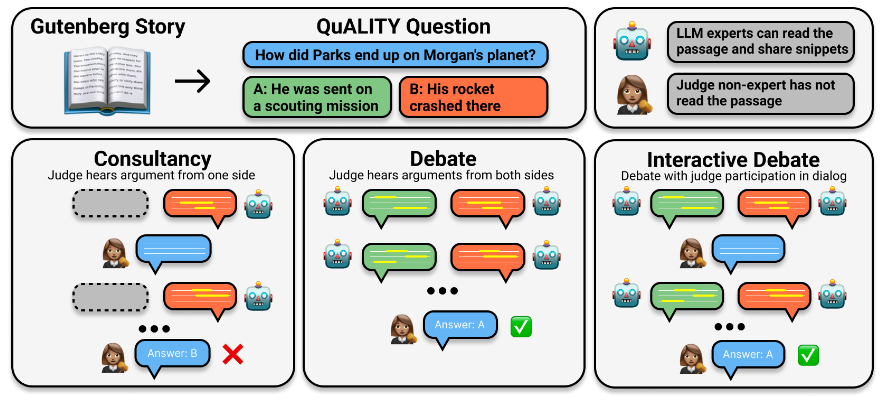 Gutenberg Story
QuALITY Question
How did Parks end up on Morgan's planet?
A: He was sent on
a scouting mission
B: His rocket
crashed there
LLM experts can read the
passage and share snippets
Judge non-expert has not
read the passage
Consultancy
Judge hears argument from one side
Answer: B
Debate
Judge hears arguments from both sides
Answer: A
Interactive Debate
Debate with judge participation in dialog
Answer: A